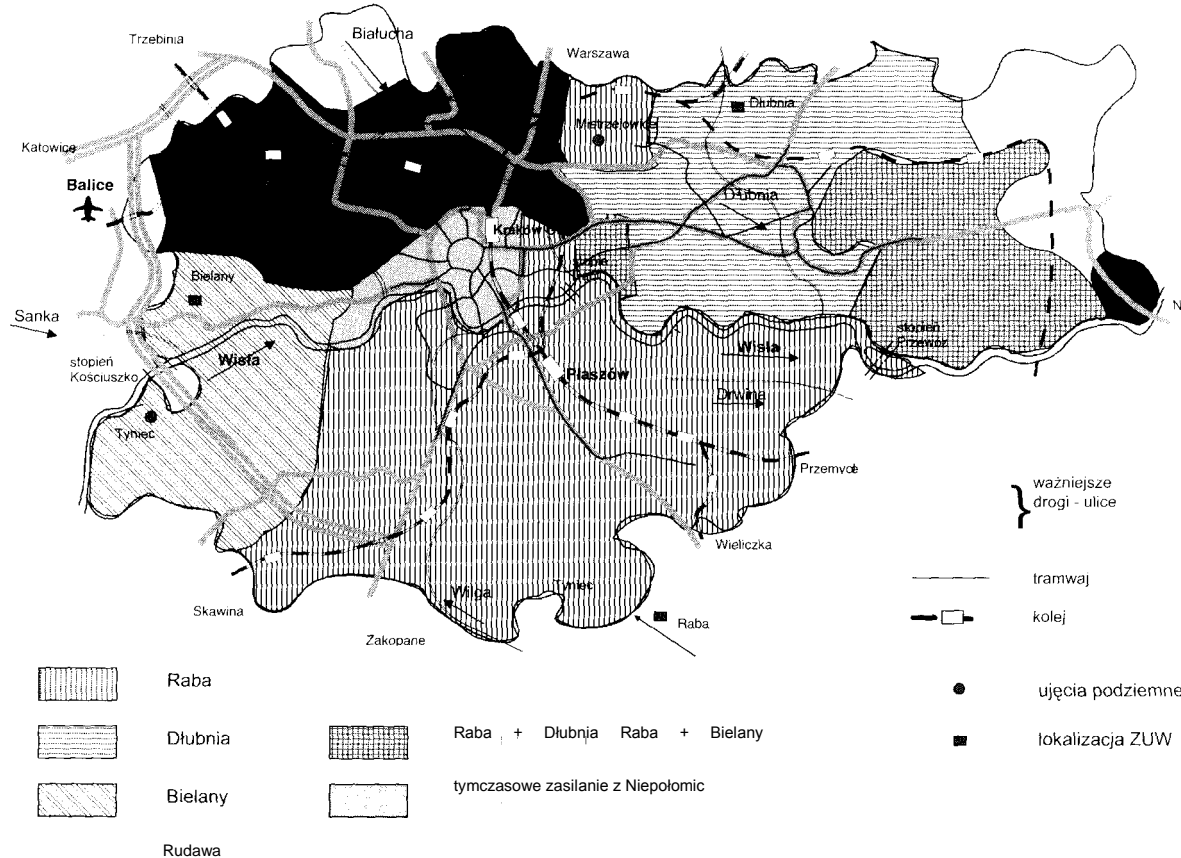 Trzebinia
Białucha
Warszawa
Katowice
Dłubnia
Mistrzejowice
Balice
Dłubnia
Kraków
Bielany
Sanka
N
stopień
Kościuszko
Wisła
stopień
Przewóz
Wisła
Płaszów
Drwina
Tyniec
Przemyśl
ważniejsze
drogi - ulice
Wieliczka
Skawina
Wilga
Tyniec
Raba
Zakopane
tramwaj
kolej
Raba
ujęcia podziemne
Dłubnia
Raba + Dłubnia Raba + Bielany
lokalizacja ZUW
Bielany
tymczasowe zasilanie z Niepołomic
Rudawa